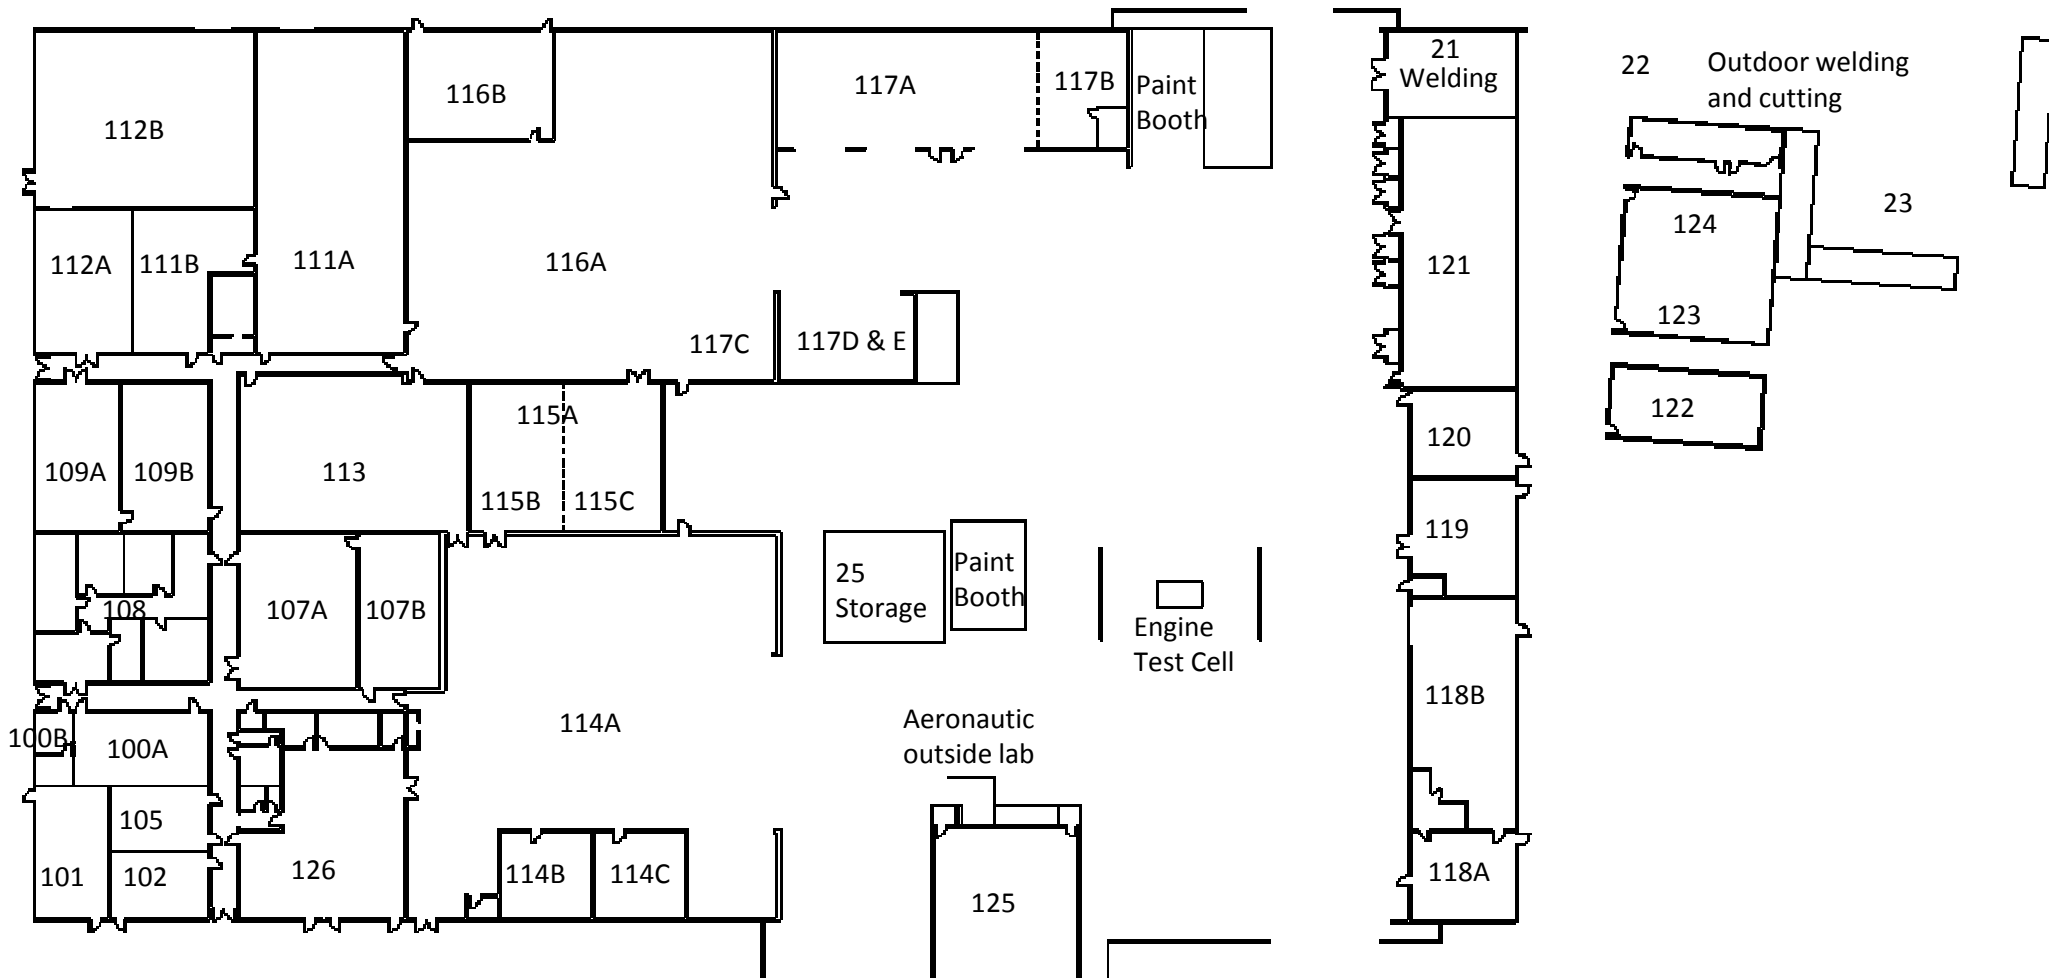 21
Welding
22
Outdoor welding
and cutting
112B
116B
117A
117B
Paint
Booth
112A
111B
111A
116A
121
124
23
123
117C
117D & E
122
109A
109B
113
115A
115B
115C
120
119
108
107A
107B
25
Storage
Paint
Booth
Engine
Test Cell
118B
100B
100A
114A
Aeronautic
outside lab
105
101
102
126
114B
114C
125
118A